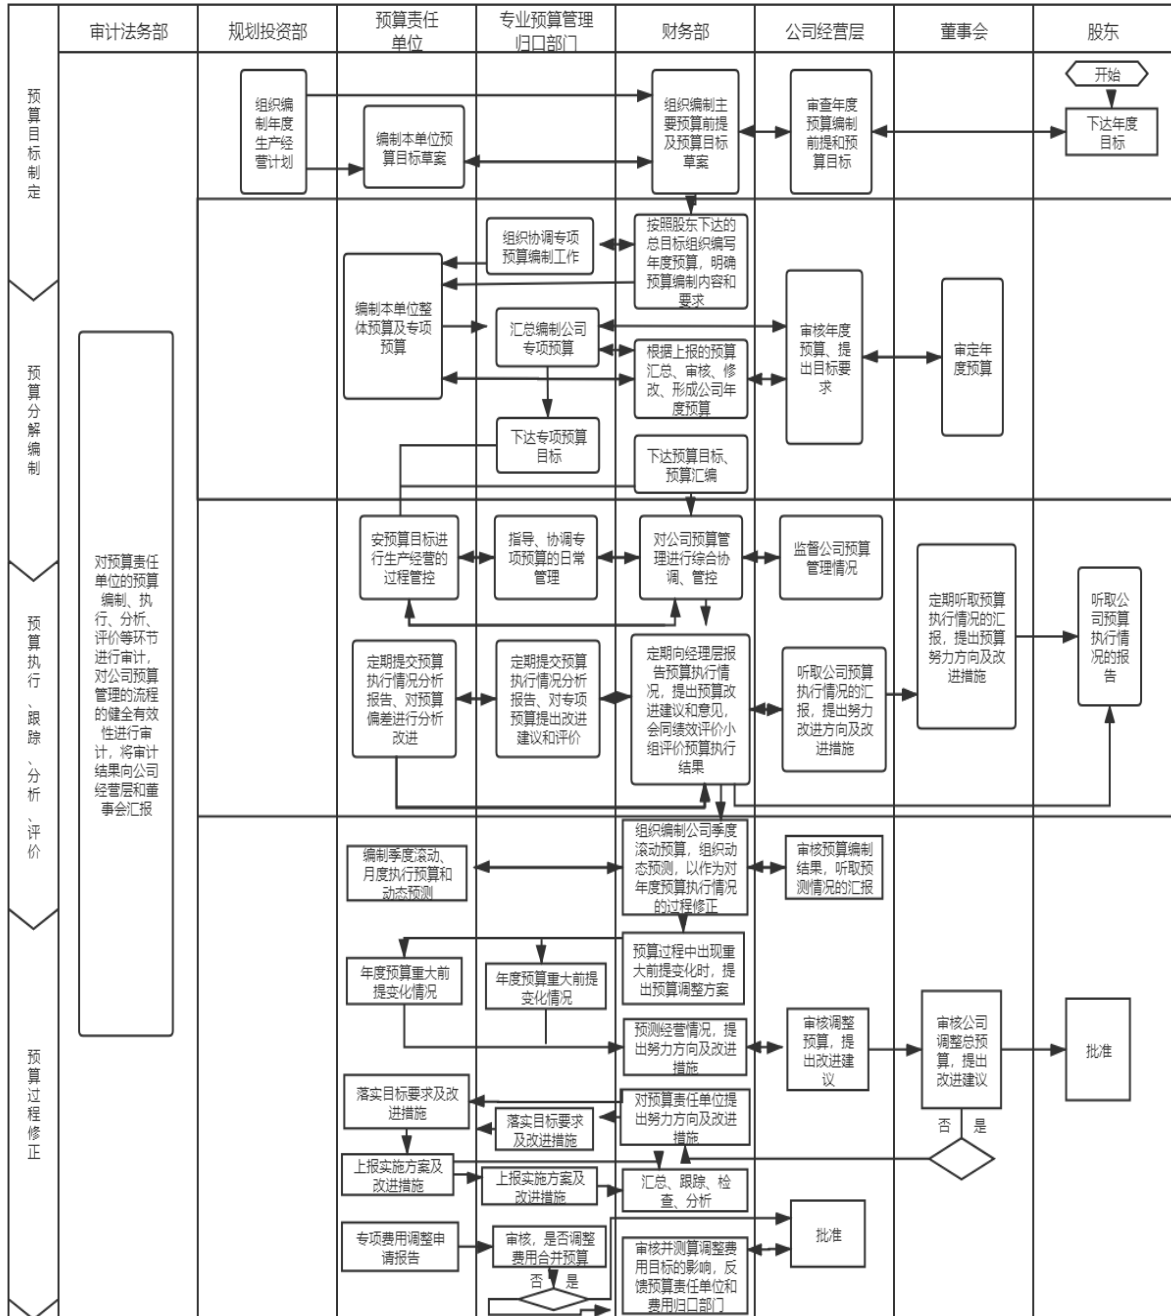 审计法务部
规划投资部
预算责任
单位
专业预算管理
归口部门
财务部
公司经营层
董事会
股东
预
算
目
标
制
定
组织编
制年度
生产经
营计划
编制本单位预
算目标草案
组织编制主
要预算前提
及预算目标
草案
审查年度
预算编制
前提和预
算目标
开始
下达年度
目标
预
算
分
解
编
制
组织协调专项
预算编制工作
按照股东下达的
总目标组织编写
年度预算，明确
预算编制内容和
要求
编制本单位整
体预算及专项
预算
汇总编制公司
专项预算
根据上报的预算
汇总、审核、修
改、形成公司年
度预算
审核年度
预算、提
出目标要
求
审定年
度预算
下达专项预算
目标
下达预算目标、
预算汇编
对预算责任
单位的预算
编制、执
行、分析、
评价等环节
进行审计，
对公司预算
管理的流程
的健全有效
性进行审
计，将审计
结果向公司
经营层和董
事会汇报
预
算
执
行
、
跟
踪
、
分
析
、
评
价
安预算目标进
行生产经营的
过程管控
指导、协调专
项预算的日常
管理
对公司预算管
理进行综合协
调、管控
监督公司预算
管理情况
定期听取预算
执行情况的汇
报，提出预算
努力方向及改
进措施
听取公
司预算
执行情
况的报
告
定期提交预算
执行情况分析
报告、对预算
偏差进行分析
改进
定期提交预算
执行情况分析
报告、对专项
预算提出改进
建议和评价
定期向经理层报
告预算执行情
况，提出预算改
进建议和意见，
会同绩效评价小
组评价预算执行
结果
听取公司预算
执行情况的汇
报，提出努力
改进方向及改
进措施
预
算
过
程
修
正
编制季度滚动、
月度执行预算和
动态预测
组织编制公司季度
滚动预算，组织动
态预测，以作为对
年度预算执行情况
的过程修正
审核预算编制
结果，听取预
测情况的汇报
年度预算重大前
提变化情况
年度预算重大前提
变化情况
预算过程中出现重
大前提变化时，提
出预算调整方案
预测经营情况，提
出努力方向及改进
措施
审核调整
预算，提
出改进建
议
审核公司
调整总预
算，提出
改进建议
批准
否 是
落实目标要求及改
进措施
落实目标要求
及改进措施
对预算责任单位提
出努力方向及改进
措施
上报实施方案及
改进措施
上报实施方案及
改进措施
汇总、跟踪、检
查、分析
专项费用调整申
请报告
审核，是否调整
费用合并预算
否 是
审核并测算调整费
用目标的影响，反
馈预算责任单位和
费用归口部门
批准